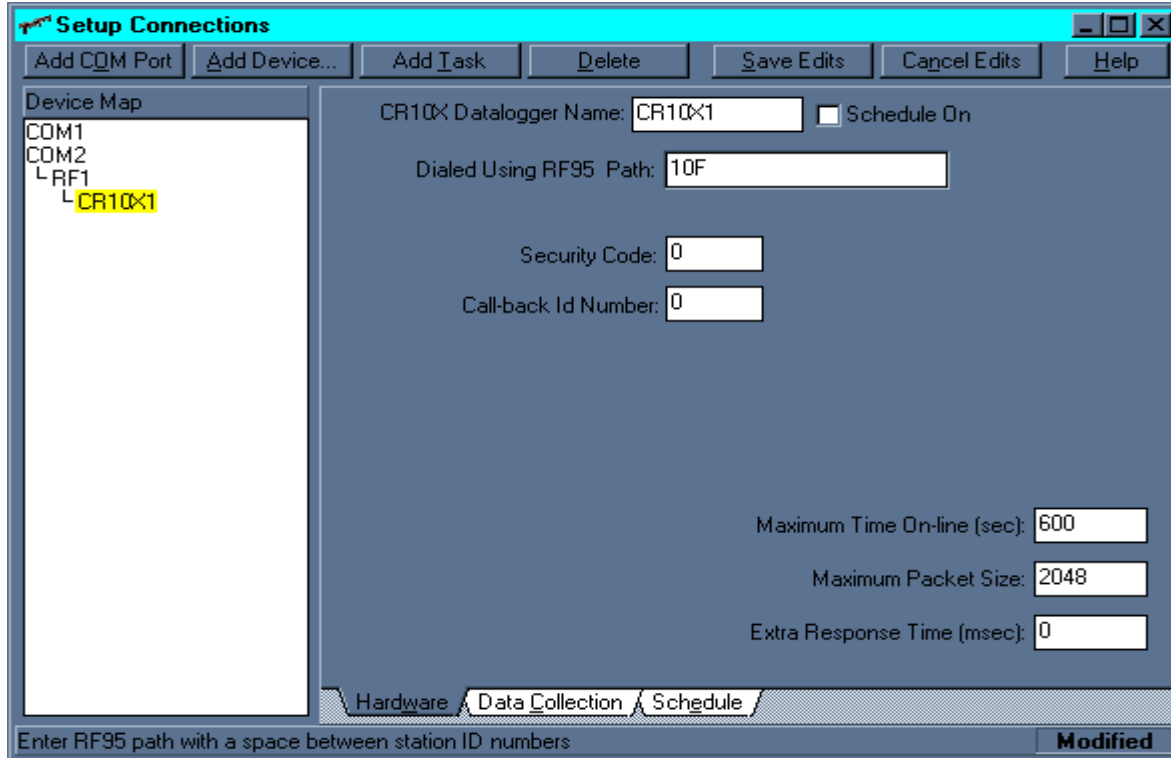 Setup Connections
Add COM Port Add Device... Add Task Delete Save Edits Cancel Edits Help
Device Map
COM1
COM2
RF1
CR10X1
CR10X Datalogger Name: CR10X1 Schedule On
Dialed Using RF95 Path: 10F
Security Code: 0
Call-back Id Number: 0
Maximum Time On-line (sec): 600
Maximum Packet Size: 2048
Extra Response Time (msec): 0
Hardware Data Collection Schedule
Enter RF95 path with a space between station ID numbers Modified